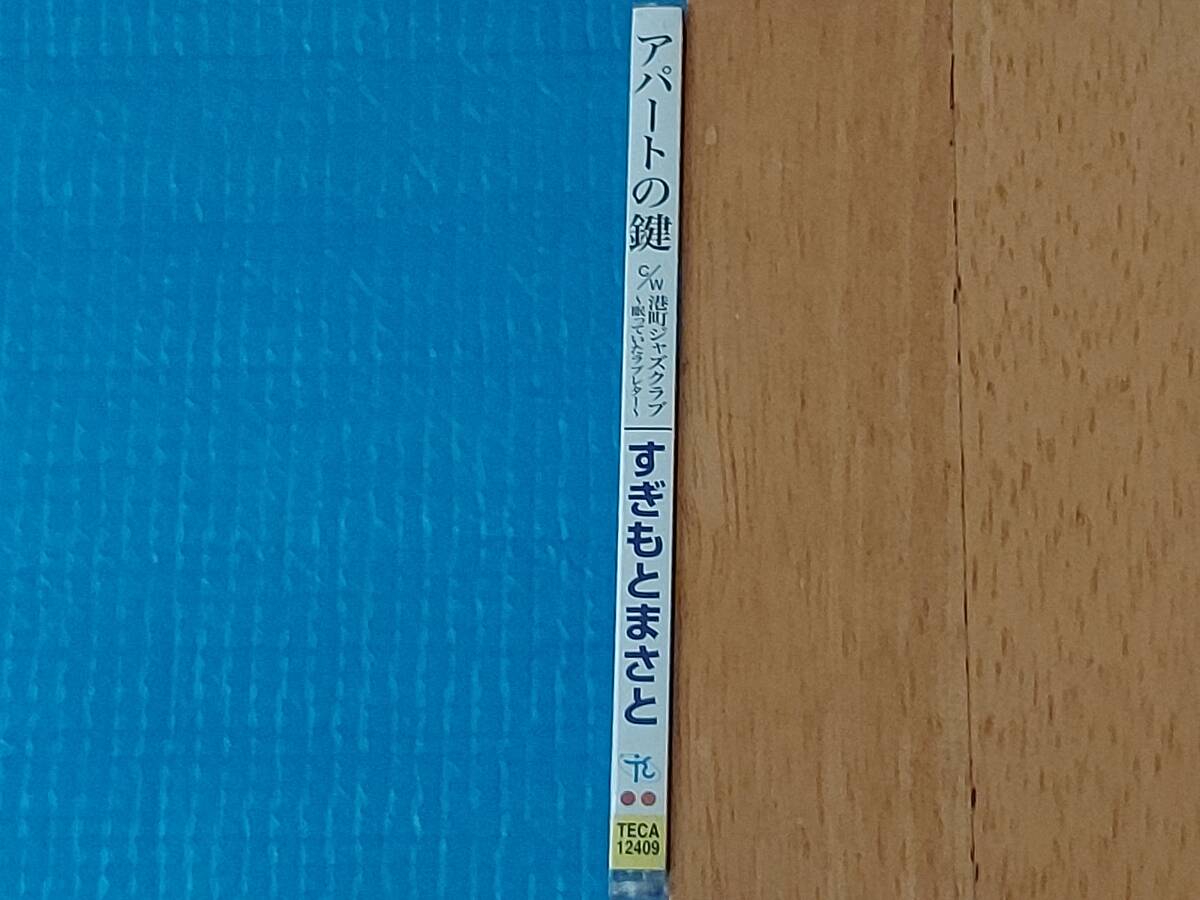 アパートの鍵
C/W
港町ジャズクラブ
～眠っていたラブレター～
すぎもとまさと
TECA
12409